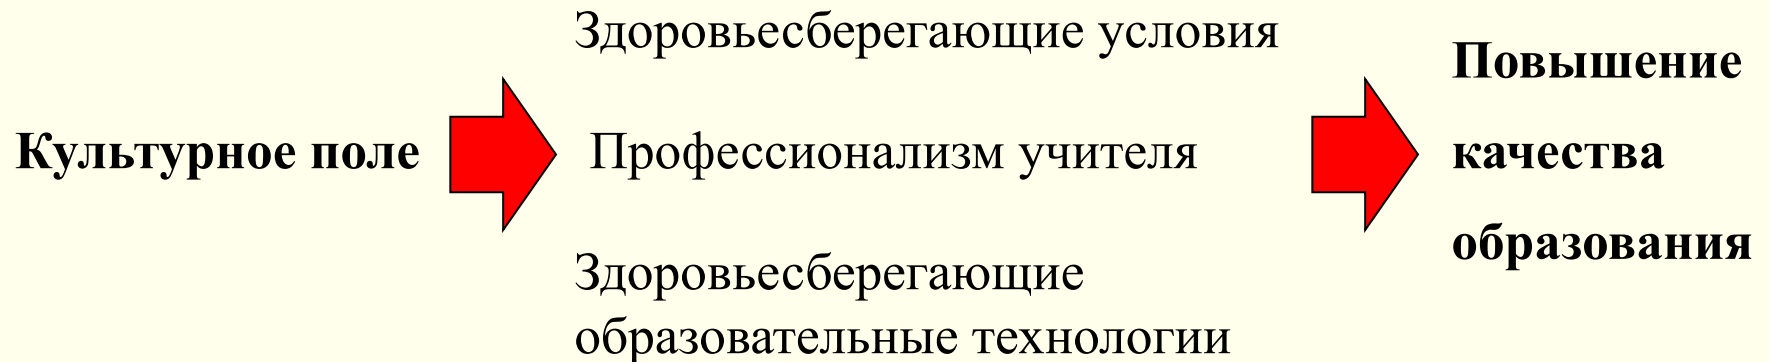 Культурное поле
Здоровьесберегающие условия
Профессионализм учителя
Здоровьесберегающие
образовательные технологии
Повышение
качества
образования